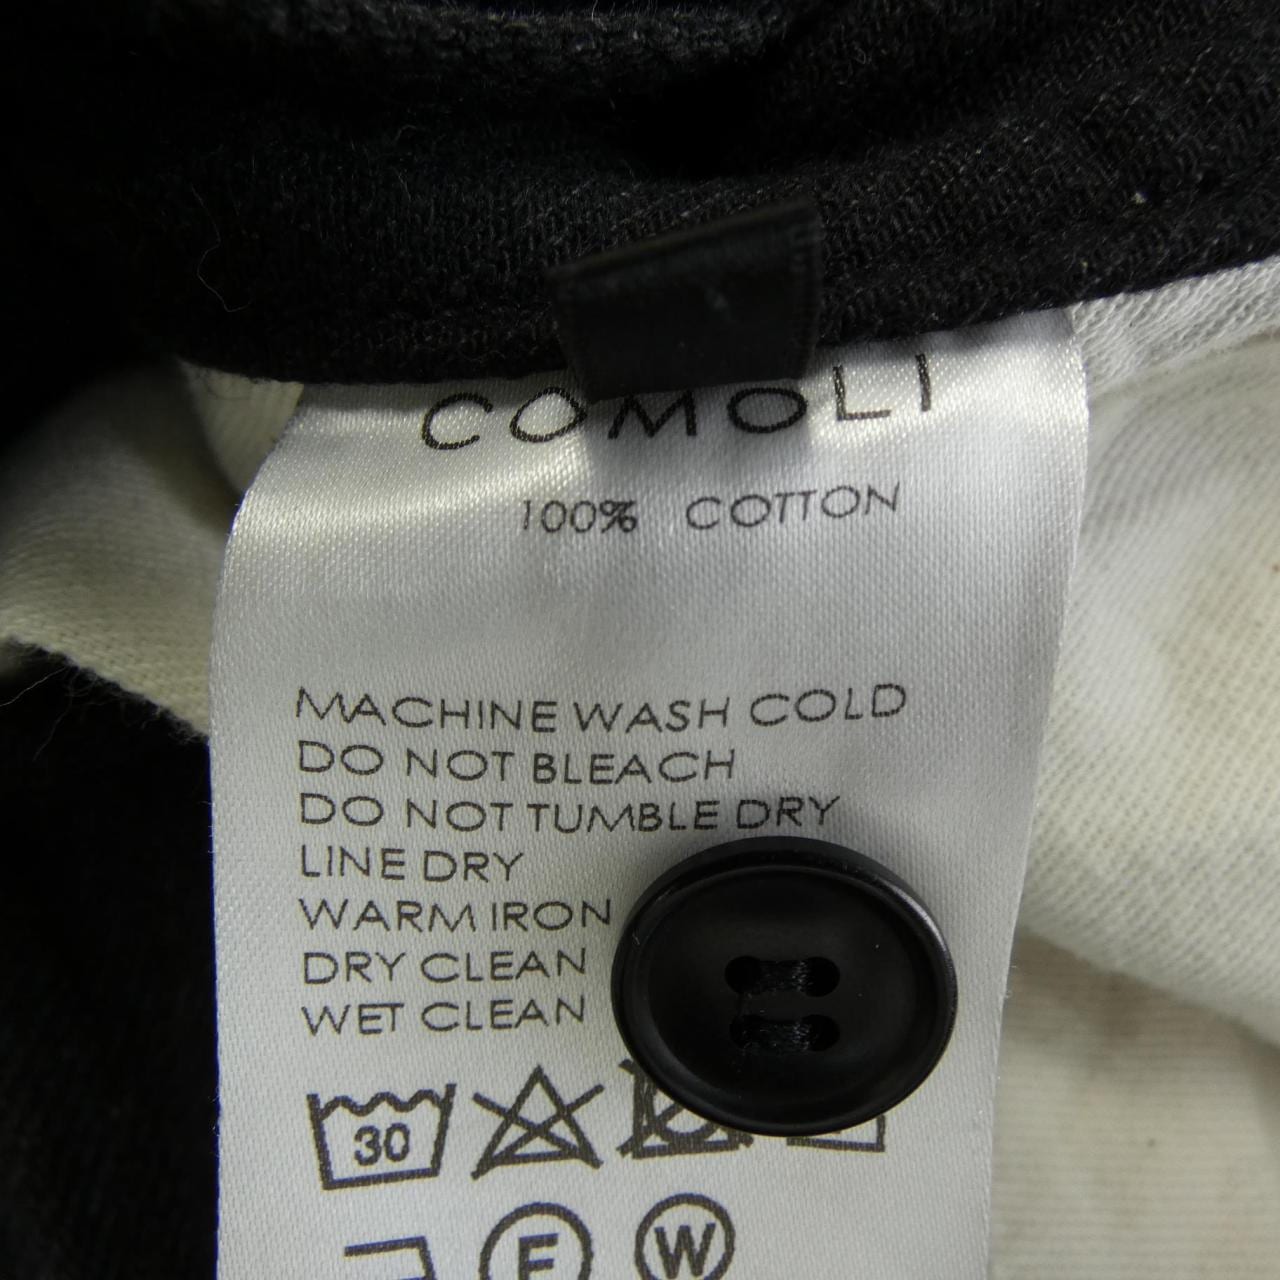 COMOLI
100% COTTON
MACHINE WASH COLD
DO NOT BLEACH
DO NOT TUMBLE DRY
LINE DRY
WARM IRON
DRY CLEAN
WET CLEAN
30
F W